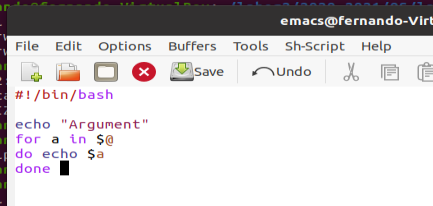 emacs@fernando-Virt
File Edit Options Buffers Tools Sh-Script Help
Save Undo
#!/bin/bash
echo "Argument"
for a in $@
do echo $a
done